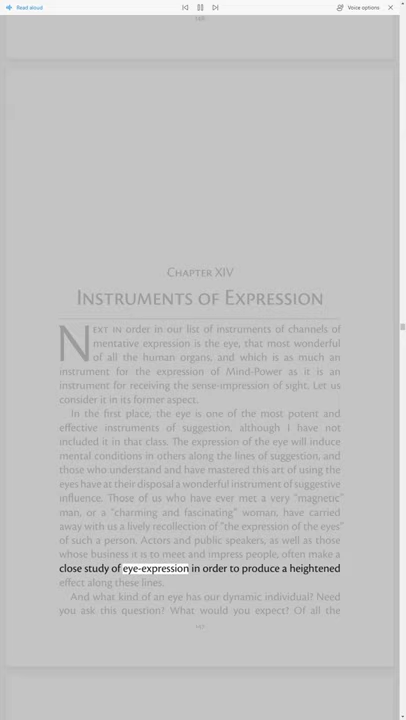 Read aloud
Voice options
Chapter XIV
Instruments of Expression
Next in order in our list of instruments of channels of
mentative expression is the eye, that most wonderful
of all the human organs, and which is as much an
instrument for the expression of Mind-Power as it is an
instrument for receiving the sense-impression of sight. Let us
consider it in its former aspect.
In the first place, the eye is one of the most potent and
effective instruments of suggestion, although I have not
included it in that class. The expression of the eye will induce
mental conditions in others along the lines of suggestion, and
those who understand and have mastered this art of using the
eyes have at their disposal a wonderful instrument of suggestive
influence. Those of us who have ever met a very "magnetic"
man, or a "charming and fascinating" woman, have carried
away with us a lively recollection of "the expression of the eyes"
of such a person. Actors and public speakers, as well as those
whose business it is to meet and impress people, often make a
close study of eye-expression in order to produce a heightened
effect along these lines.
And what kind of an eye has our dynamic individual? Need
you ask this question? What would you expect? Of all the